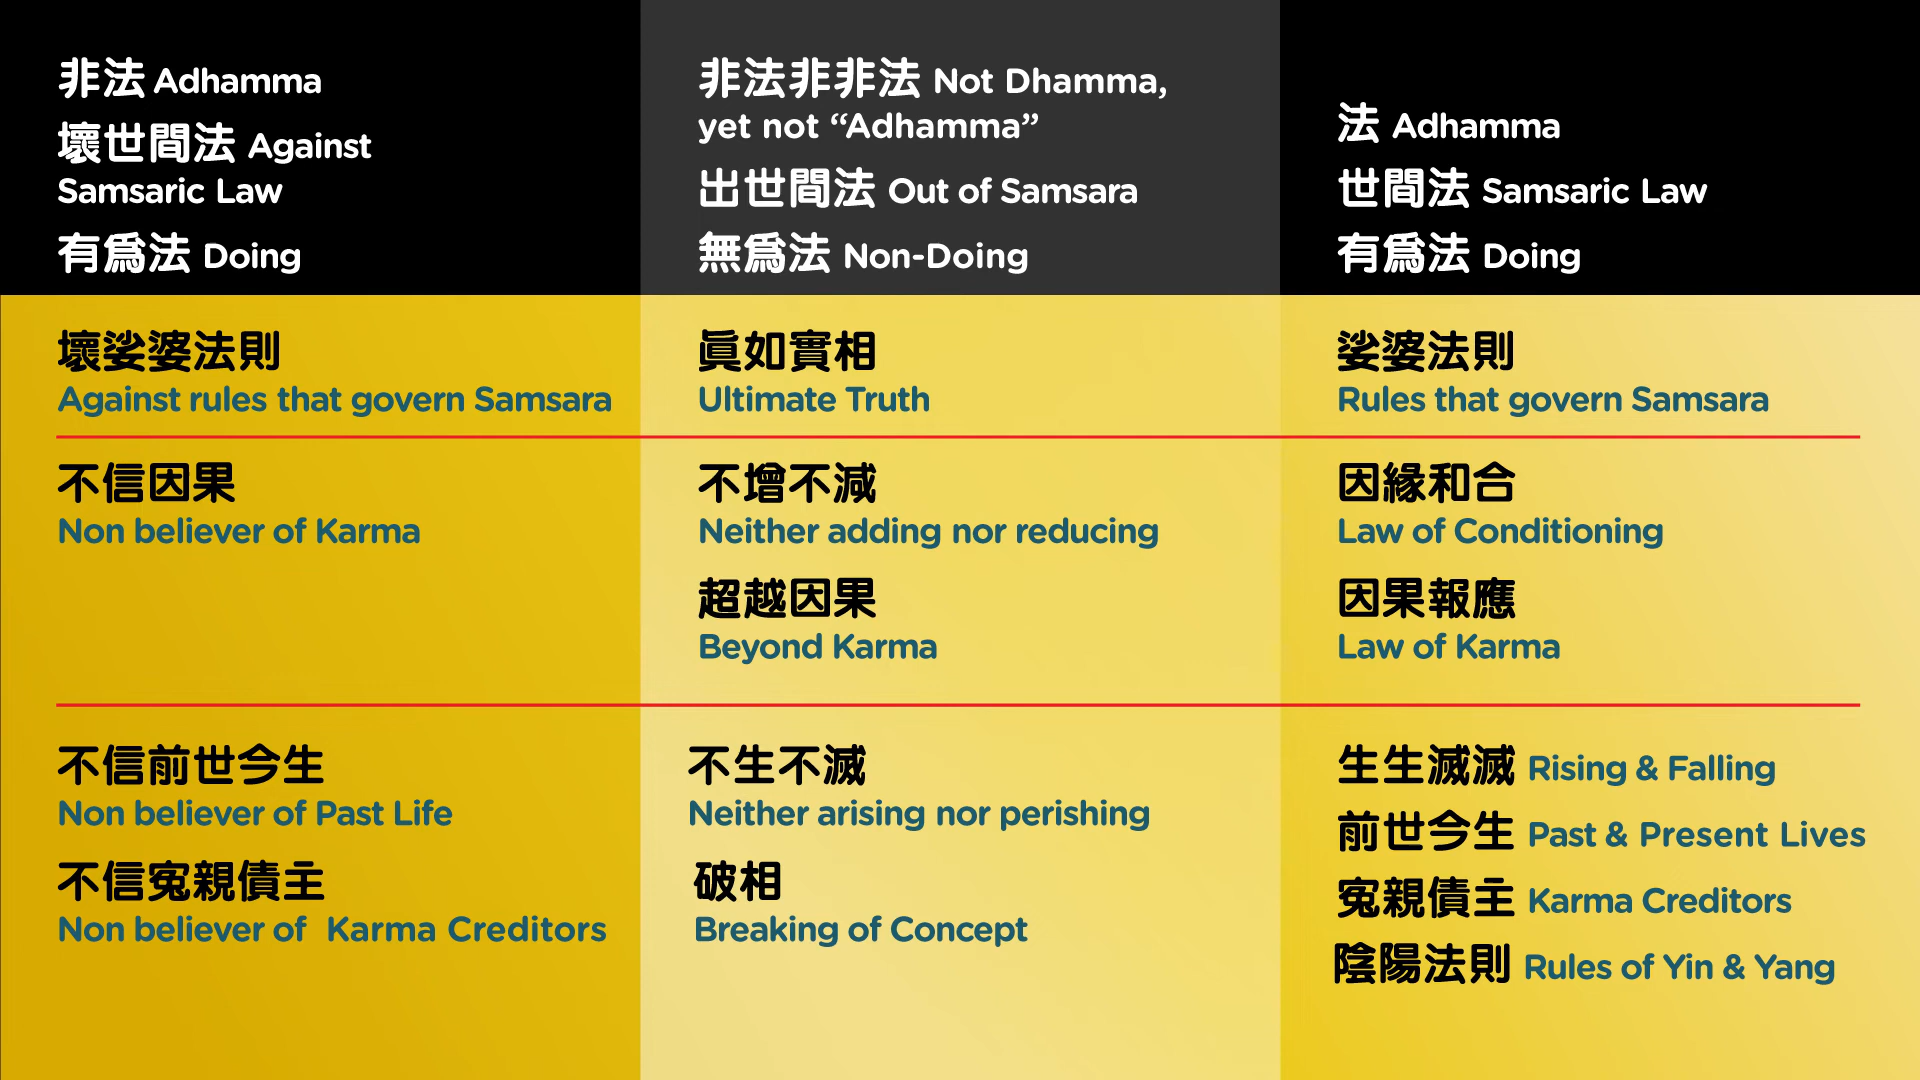 非法 Adhamma
壞世間法 Against
Samsaric Law
有為法 Doing
非法非非法 Not Dhamma,
yet not “Adhamma”
出世間法 Out of Samsara
無為法 Non-Doing
法 Adhamma
世間法 Samsaric Law
有為法 Doing
壞娑婆法則
Against rules that govern Samsara
眞如實相
Ultimate Truth
娑婆法則
Rules that govern Samsara
不信因果
Non believer of Karma
不增不減
Neither adding nor reducing
超越因果
Beyond Karma
因緣和合
Law of Conditioning
因果報應
Law of Karma
不信前世今生
Non believer of Past Life
不信寃親債主
Non believer of  Karma Creditors
不生不滅
Neither arising nor perishing
破相
Breaking of Concept
生生滅滅 Rising & Falling
前世今生 Past & Present Lives
寃親債主 Karma Creditors
陰陽法則 Rules of Yin & Yang